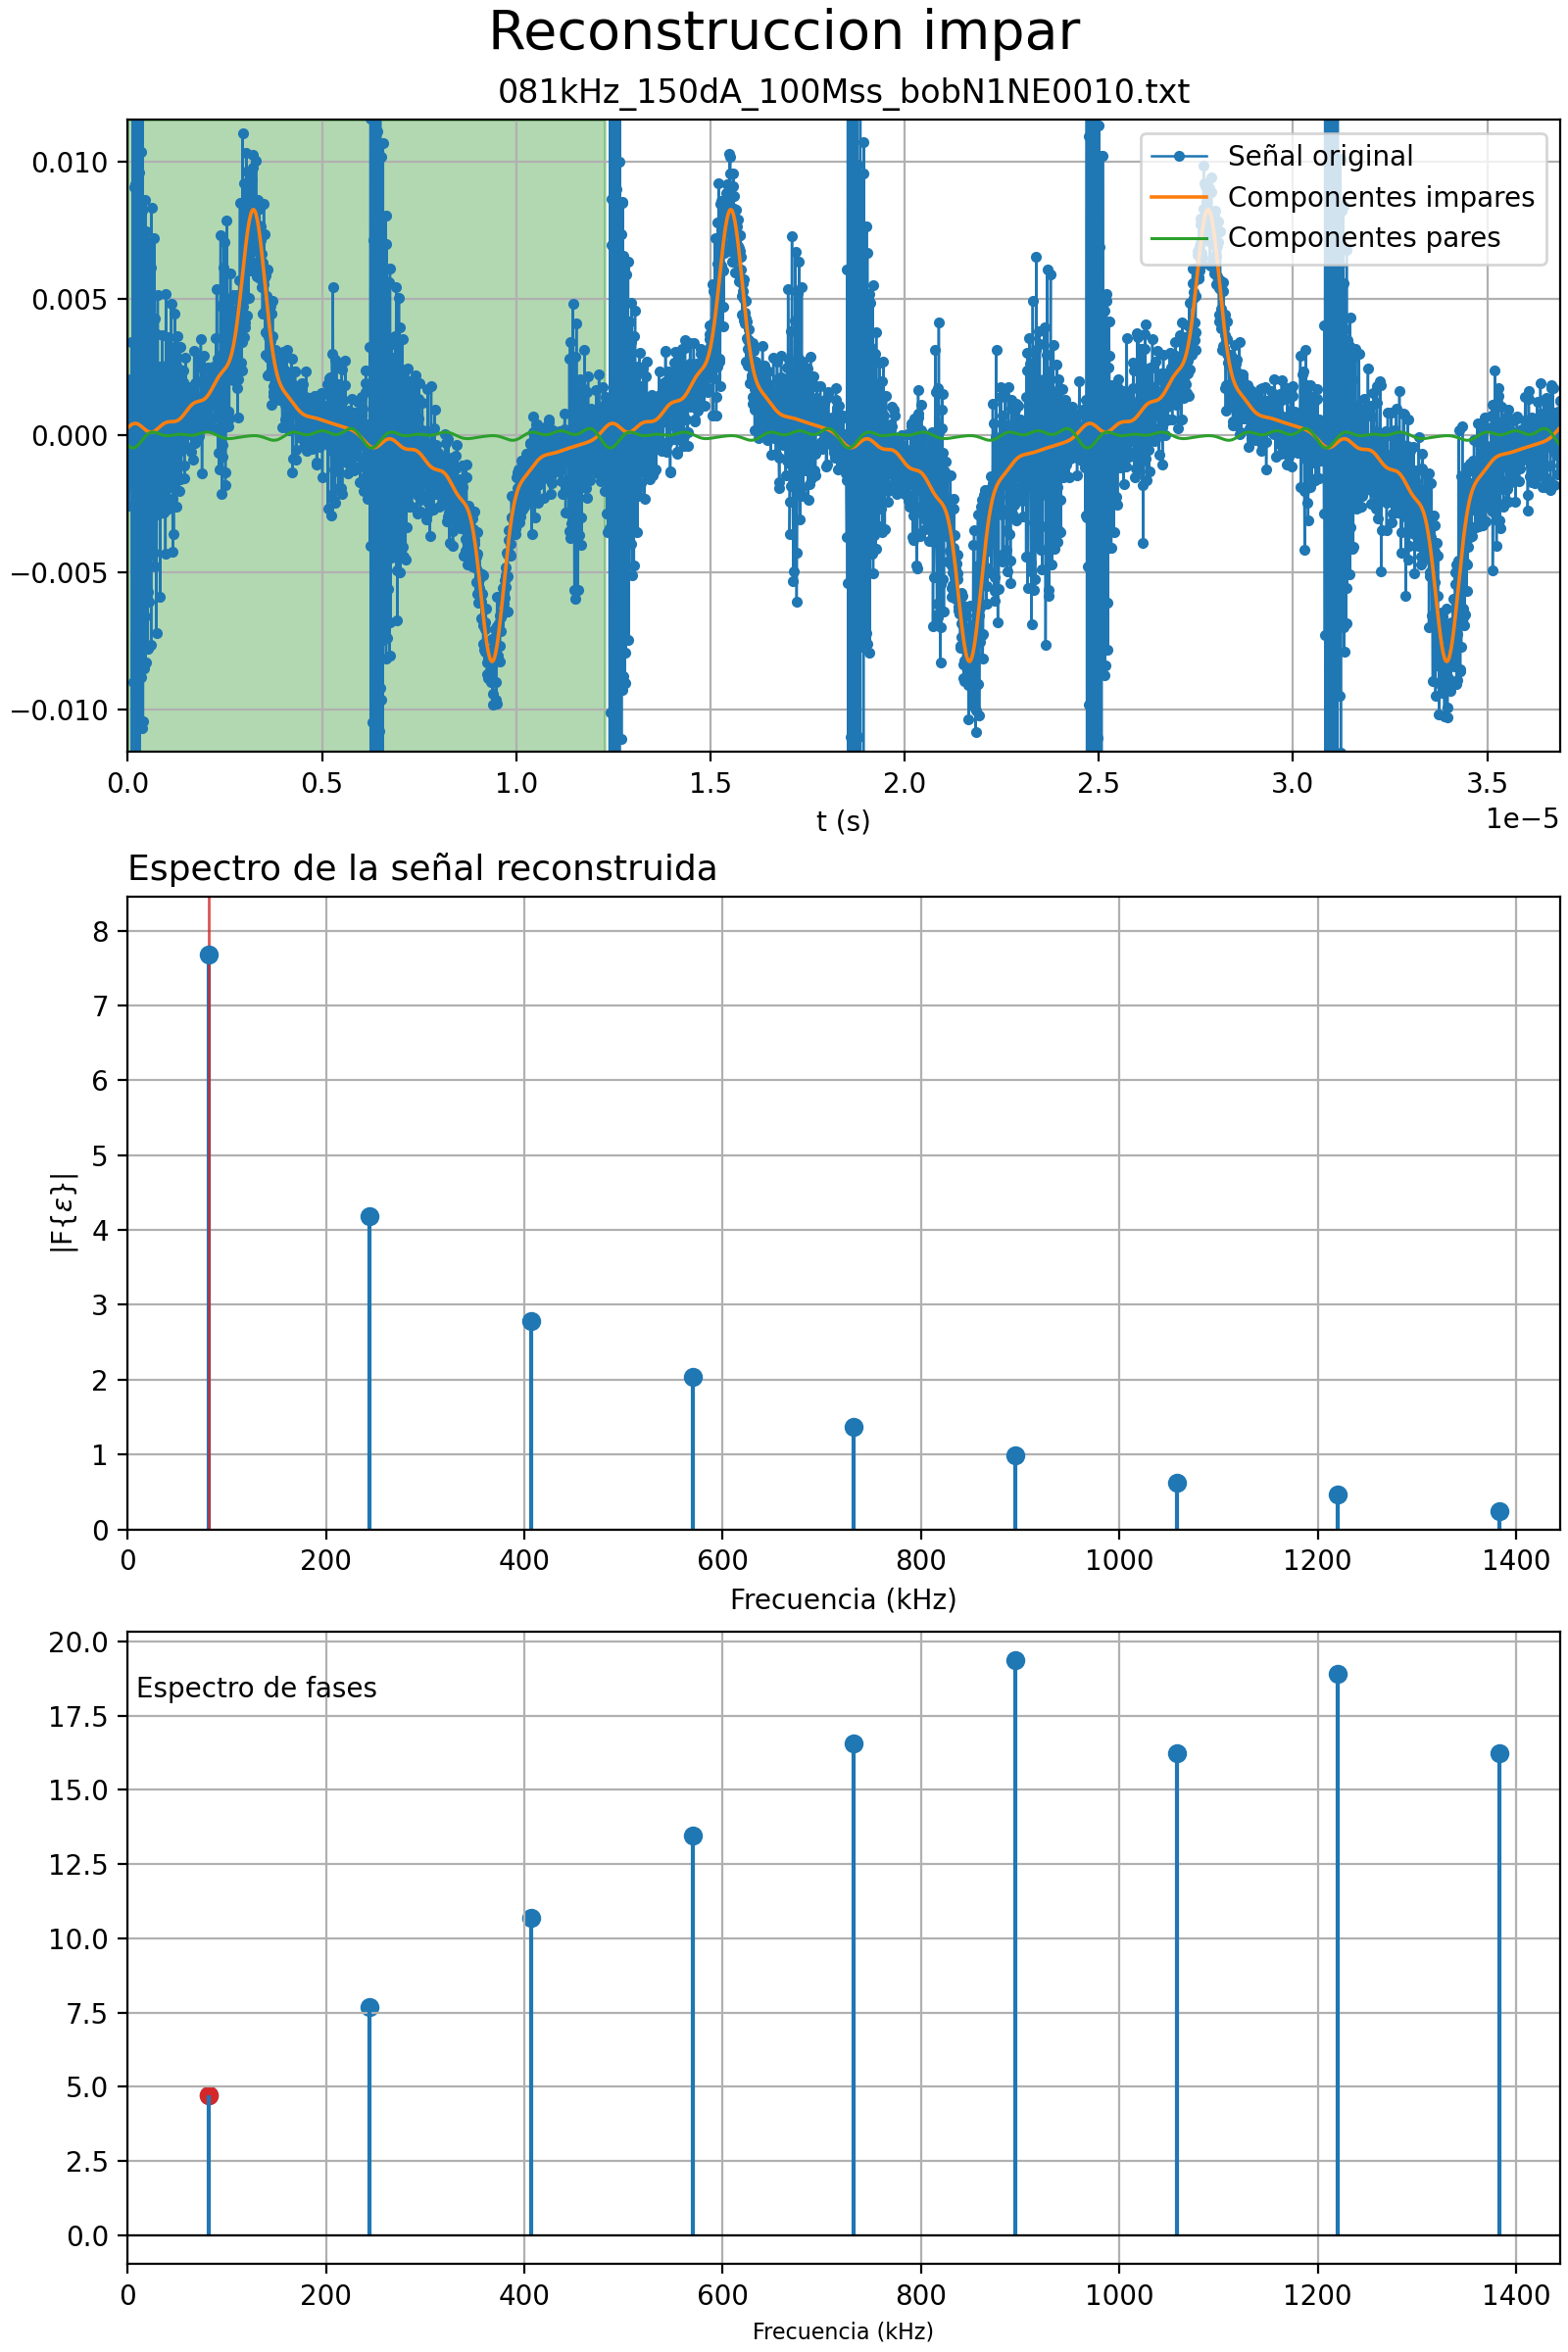 Reconstruccion impar
081kHz_150dA_100Mss_bobN1NE0010.txt
0.010
0.005
0.000
−0.005
−0.010
Señal original
Componentes impares
Componentes pares
0.0 0.5 1.0 1.5 2.0 2.5 3.0 3.5
t (s)
1e−5
Espectro de la señal reconstruida
8
7
6
5
4
3
2
1
0
|F{ε}|
0 200 400 600 800 1000 1200 1400
Frecuencia (kHz)
20.0
17.5
15.0
12.5
10.0
7.5
5.0
2.5
0.0
Espectro de fases
0 200 400 600 800 1000 1200 1400
Frecuencia (kHz)